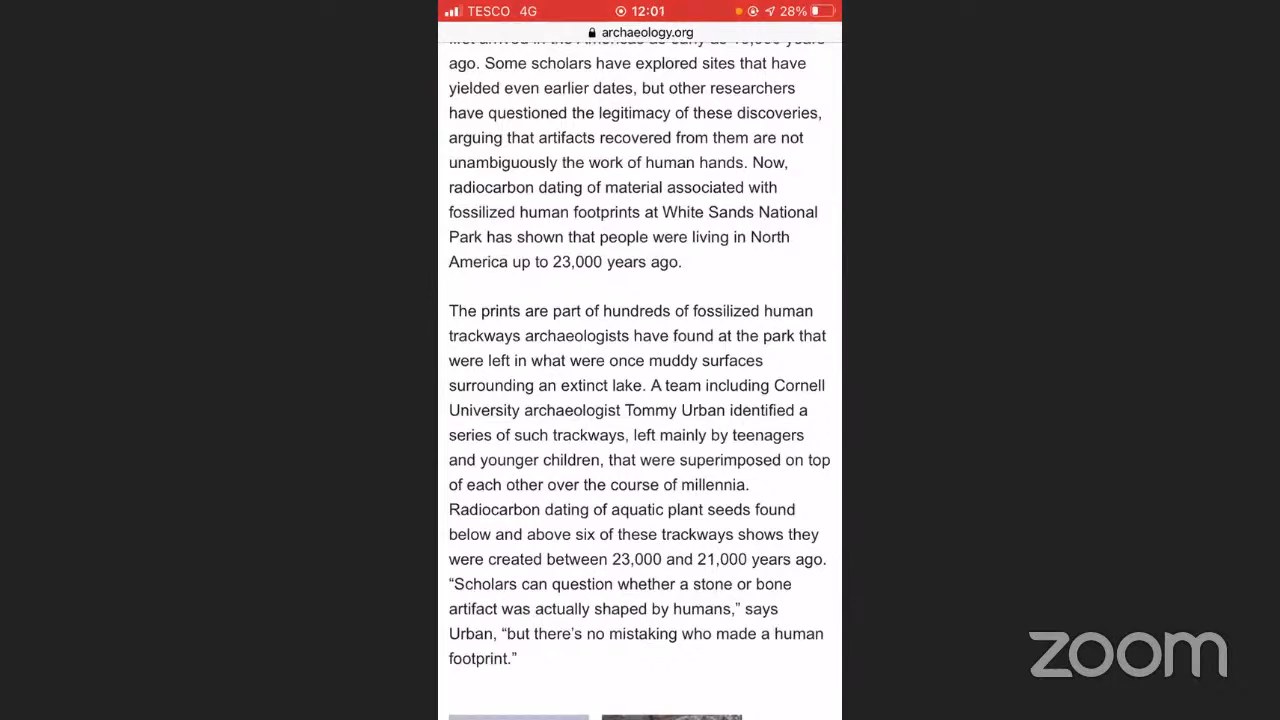 TESCO 4G 12:01 28%
archaeology.org
ago. Some scholars have explored sites that have
yielded even earlier dates, but other researchers
have questioned the legitimacy of these discoveries,
arguing that artifacts recovered from them are not
unambiguously the work of human hands. Now,
radiocarbon dating of material associated with
fossilized human footprints at White Sands National
Park has shown that people were living in North
America up to 23,000 years ago.
The prints are part of hundreds of fossilized human
trackways archaeologists have found at the park that
were left in what were once muddy surfaces
surrounding an extinct lake. A team including Cornell
University archaeologist Tommy Urban identified a
series of such trackways, left mainly by teenagers
and younger children, that were superimposed on top
of each other over the course of millennia.
Radiocarbon dating of aquatic plant seeds found
below and above six of these trackways shows they
were created between 23,000 and 21,000 years ago.
“Scholars can question whether a stone or bone
artifact was actually shaped by humans,” says
Urban, “but there’s no mistaking who made a human
footprint.”
zoom